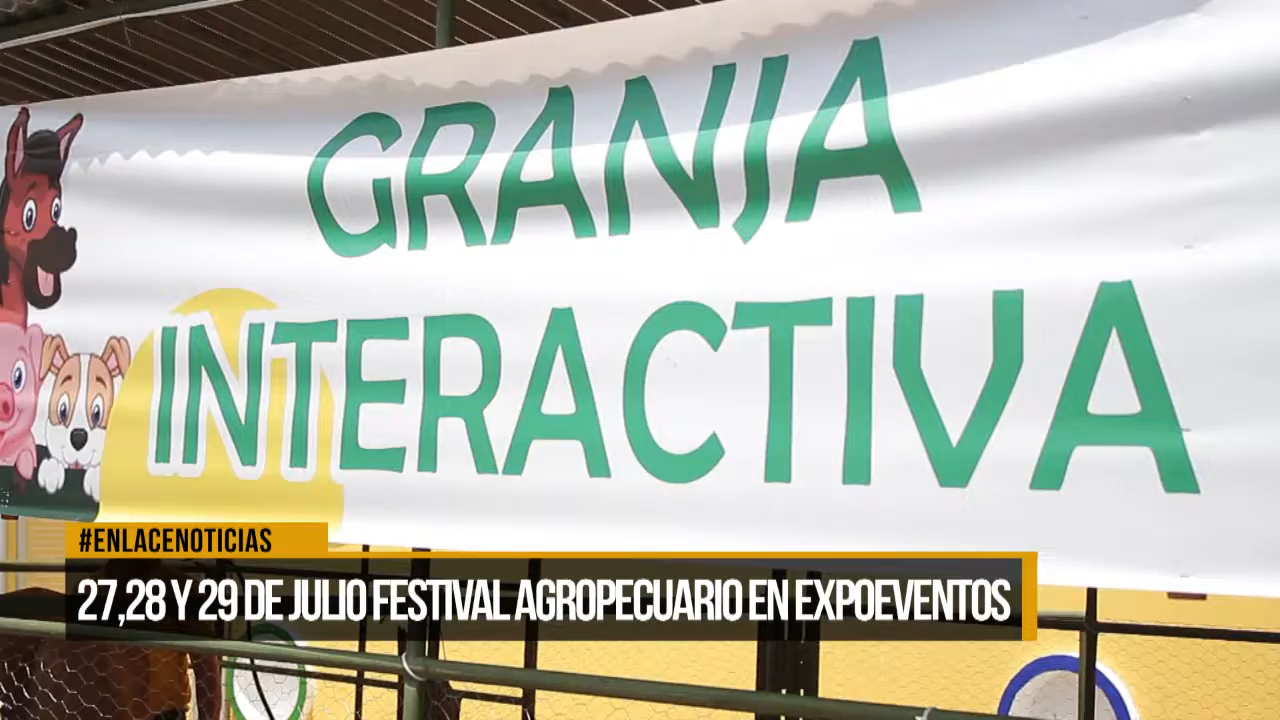 GRANJA
INTERACTIVA
#ENLACENOTICIAS
27,28 Y 29 DE JULIO FESTIVAL AGROPECUARIO EN EXPOEVENTOS